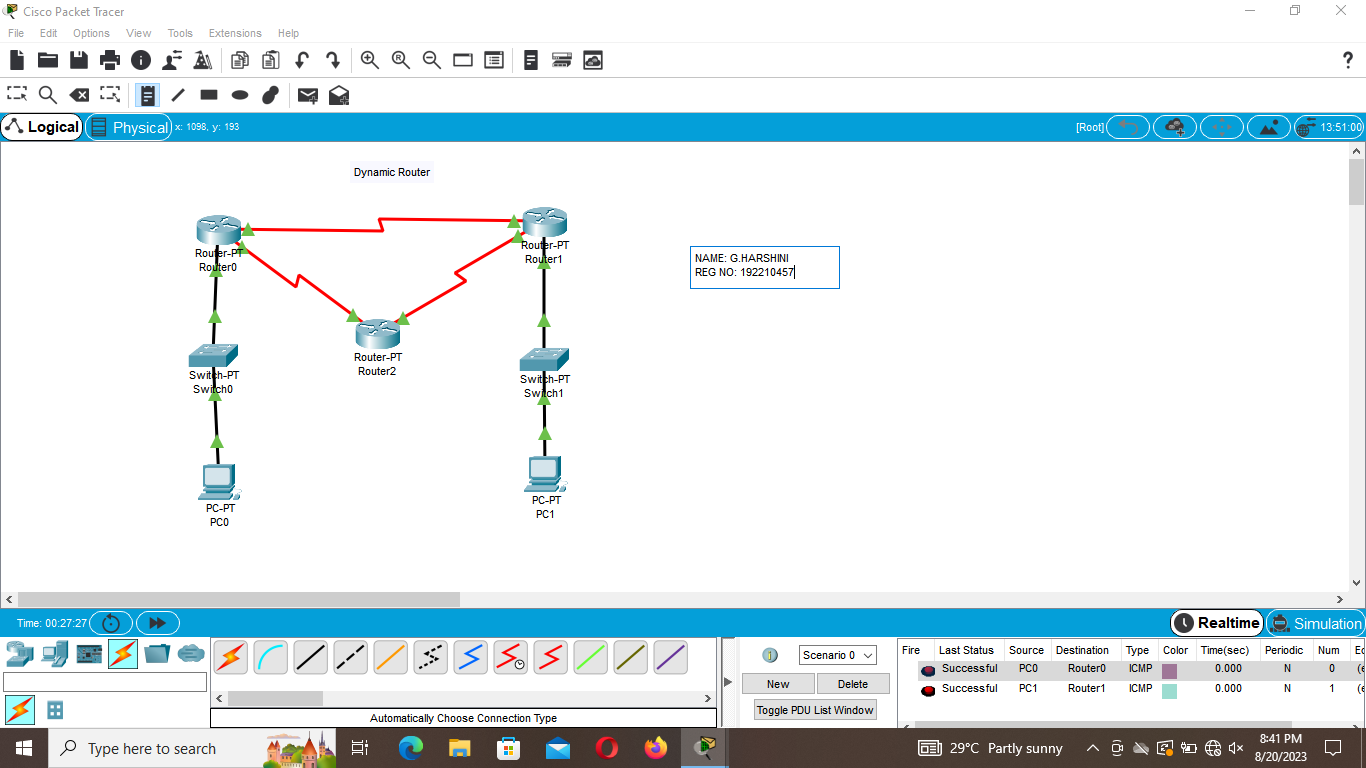 Cisco Packet Tracer
File Edit Options View Tools Extensions Help
Logical
Physical
x: 1098, y: 193
[Root]
13:51:00
Dynamic Router
Router-PT
Router0
Router-PT
Router1
NAME: G.HARSHINI
REG NO: 192210457
Router-PT
Router2
Switch-PT
Switch0
Switch-PT
Switch1
PC-PT
PC0
PC-PT
PC1
Time: 00:27:27
Realtime
Simulation
Scenario 0
New
Delete
Toggle PDU List Window
Automatically Choose Connection Type
Fire Last Status Source Destination Type Color Time(sec) Periodic Num
Successful PC0 Router0 ICMP 0.000 N 0
Successful PC1 Router1 ICMP 0.000 N 1
Type here to search
29°C Partly sunny
8:41 PM
8/20/2023